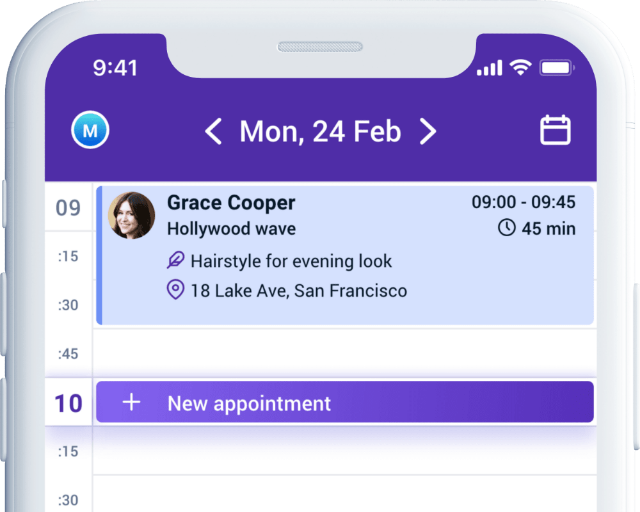 9:41
M
Mon, 24 Feb
09
Grace Cooper
09:00 - 09:45
Hollywood wave
45 min
:15
Hairstyle for evening look
18 Lake Ave, San Francisco
:30
:45
10
+ New appointment
:15
:30